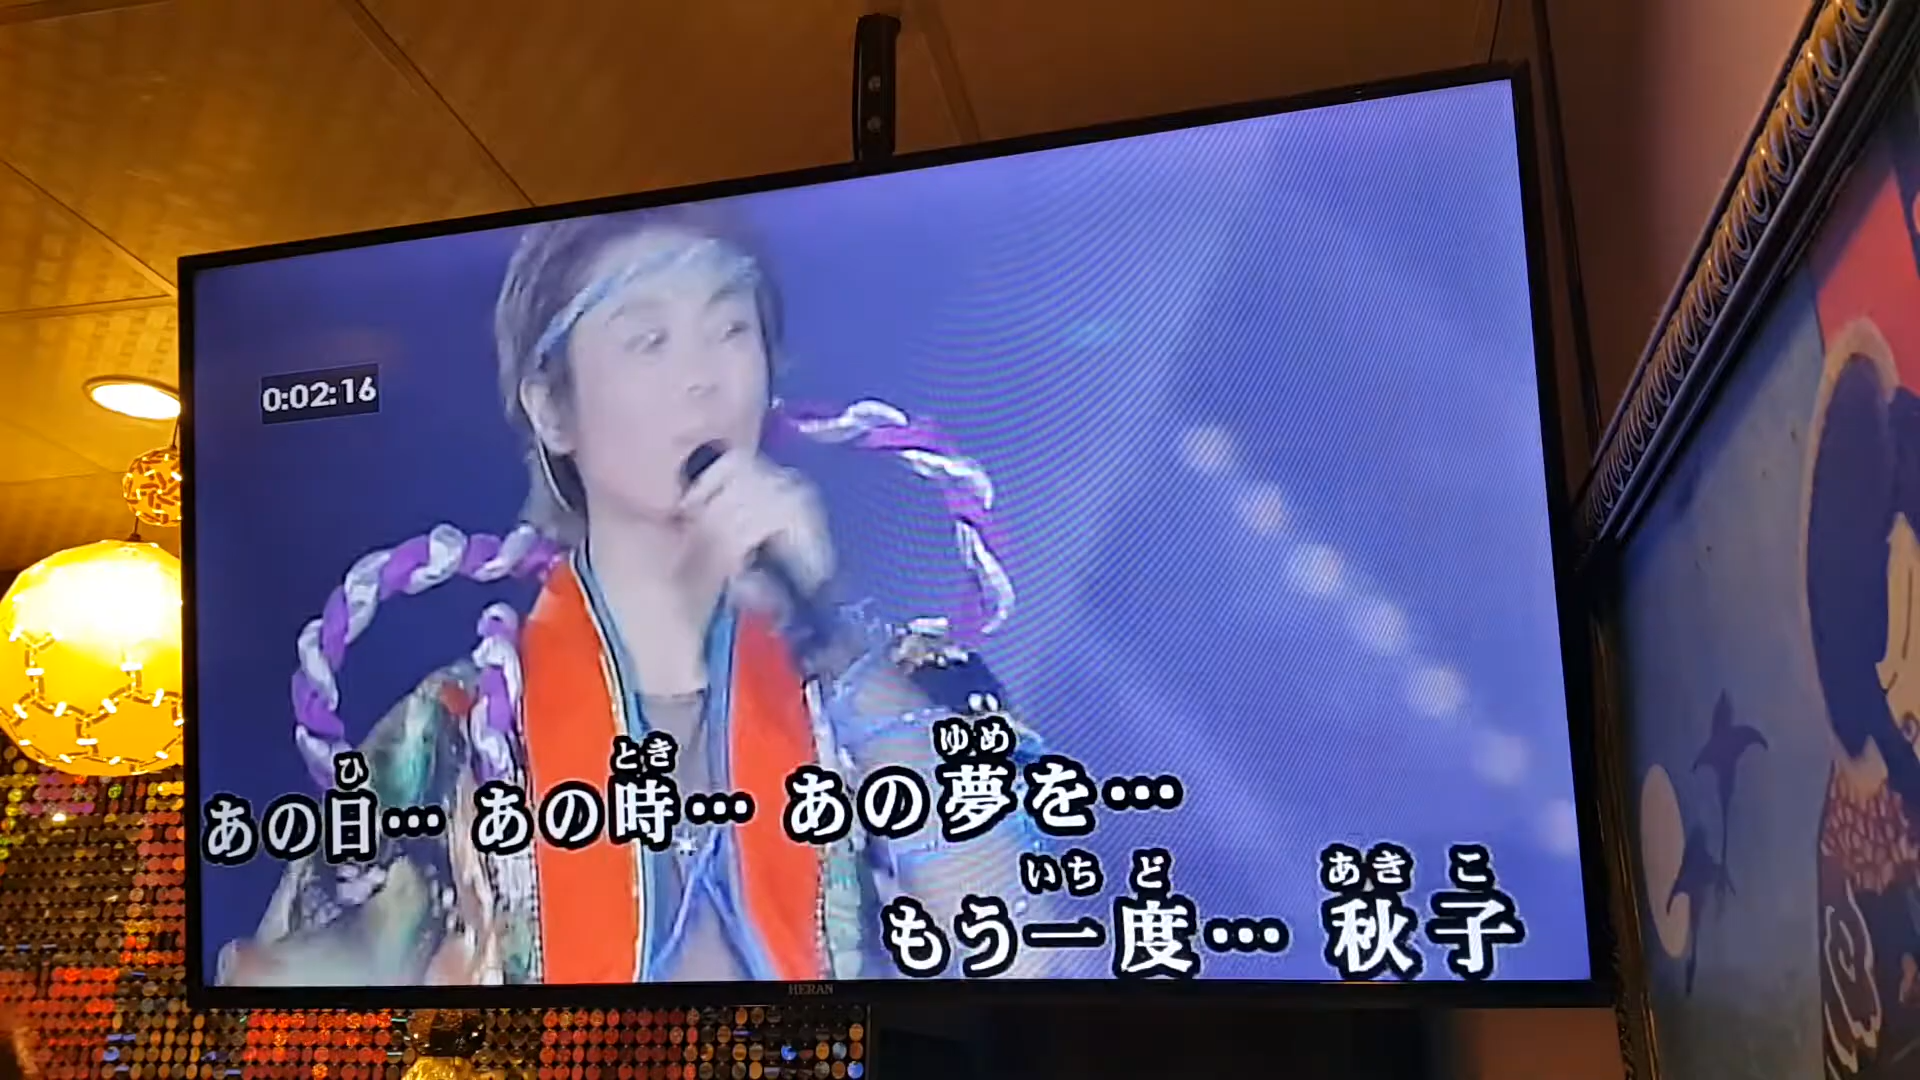 0:02:16
ひ とき ゆめ
あの日… あの時… あの夢を…
いち ど あき こ
もう一度… 秋子
HERAN